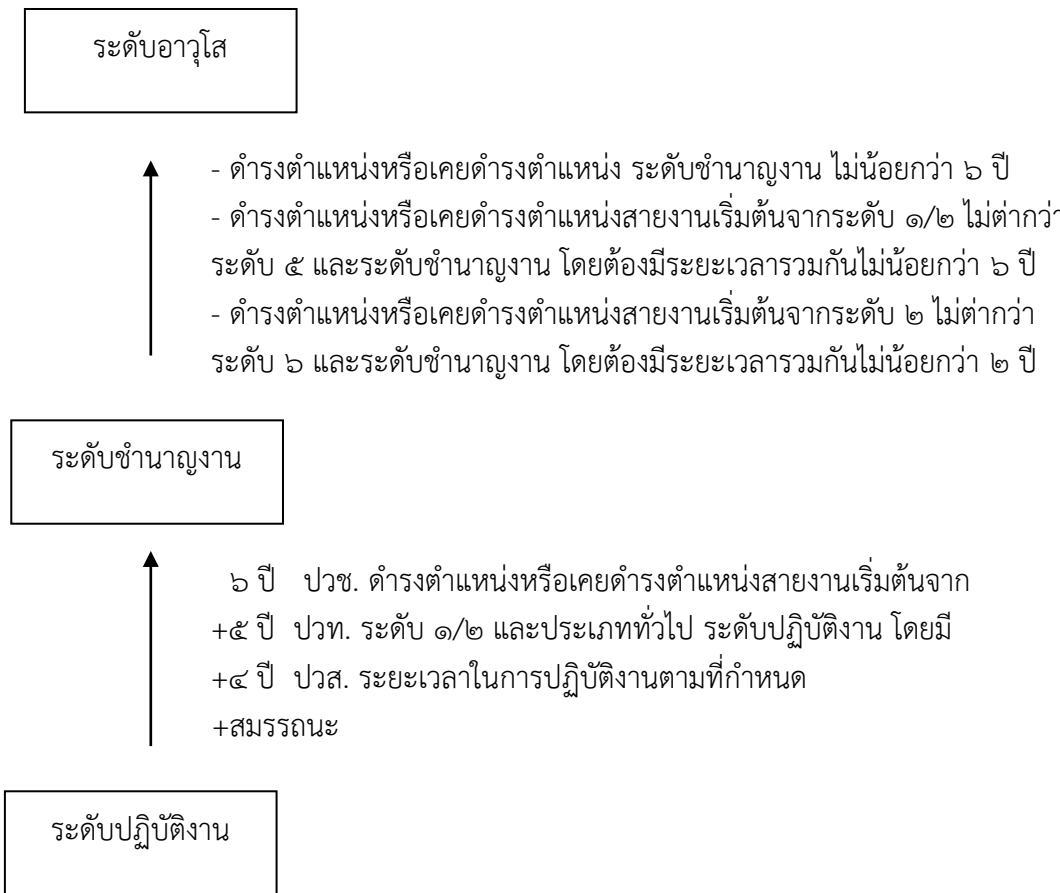 ระดับอาวุโส
- ดำรงตำแหน่งหรือเคยดำรงตำแหน่ง ระดับชำนาญงาน ไม่น้อยกว่า ๖ ปี
- ดำรงตำแหน่งหรือเคยดำรงตำแหน่งสายงานเริ่มต้นจากระดับ ๑/๒ ไม่ต่ำกว่า
ระดับ ๕ และระดับชำนาญงาน โดยต้องมีระยะเวลารวมกันไม่น้อยกว่า ๖ ปี
- ดำรงตำแหน่งหรือเคยดำรงตำแหน่งสายงานเริ่มต้นจากระดับ ๒ ไม่ต่ำกว่า
ระดับ ๖ และระดับชำนาญงาน โดยต้องมีระยะเวลารวมกันไม่น้อยกว่า ๒ ปี
ระดับชำนาญงาน
๖ ปี ปวช. ดำรงตำแหน่งหรือเคยดำรงตำแหน่งสายงานเริ่มต้นจาก
+๕ ปี ปวท. ระดับ ๑/๒ และประเภททั่วไป ระดับปฏิบัติงาน โดยมี
+๔ ปี ปวส. ระยะเวลาในการปฏิบัติงานตามที่กำหนด
+สมรรถนะ
ระดับปฏิบัติงาน